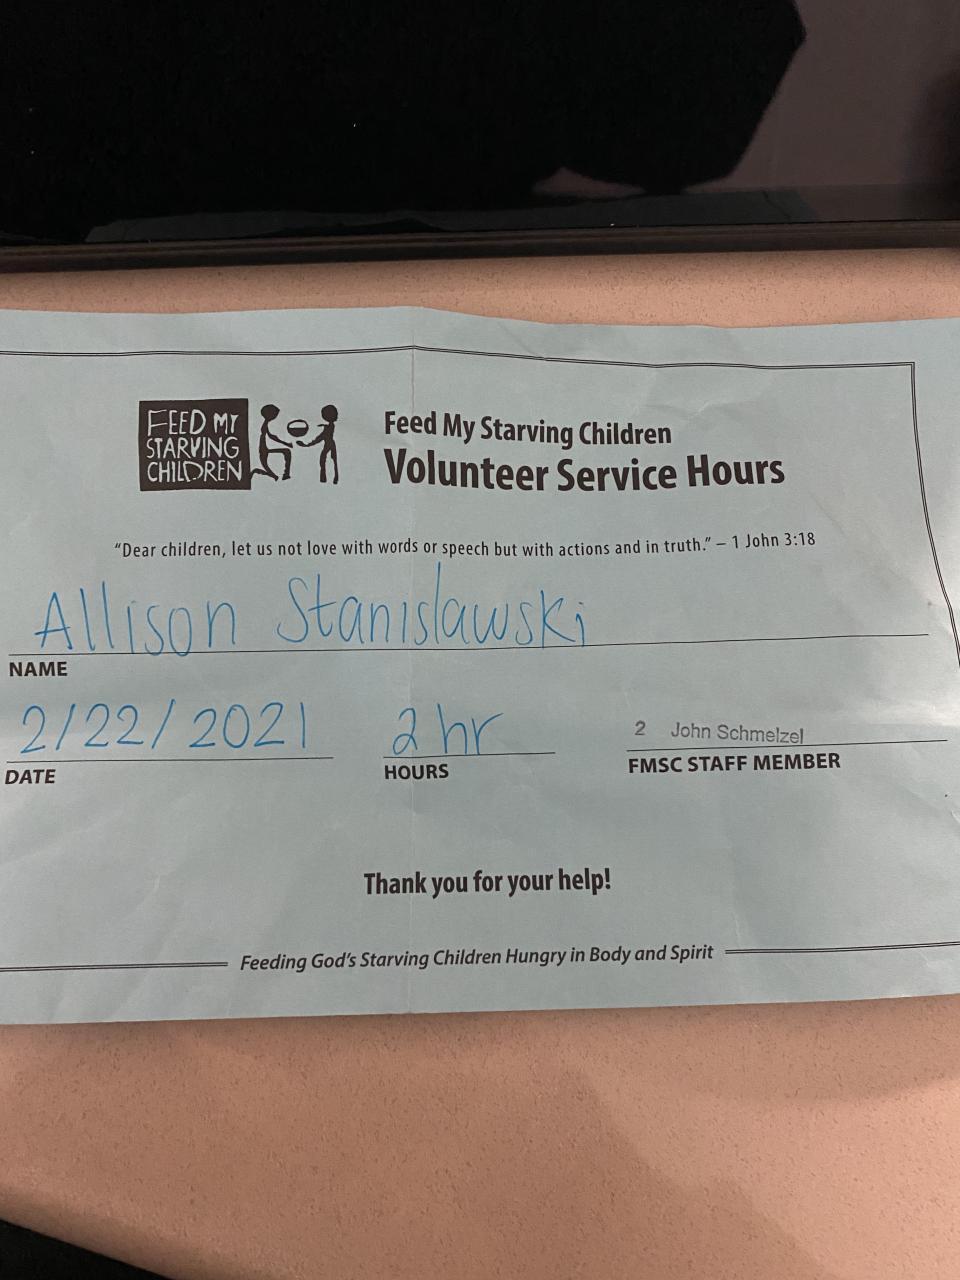 FEED MY
STARVING
CHILDREN
Feed My Starving Children
Volunteer Service Hours
“Dear children, let us not love with words or speech but with actions and in truth.” – 1 John 3:18
Allison Stanislawski
NAME
2/22/2021 2 hr 2 John Schmelzel
DATE HOURS FMSC STAFF MEMBER
Thank you for your help!
Feeding God’s Starving Children Hungry in Body and Spirit